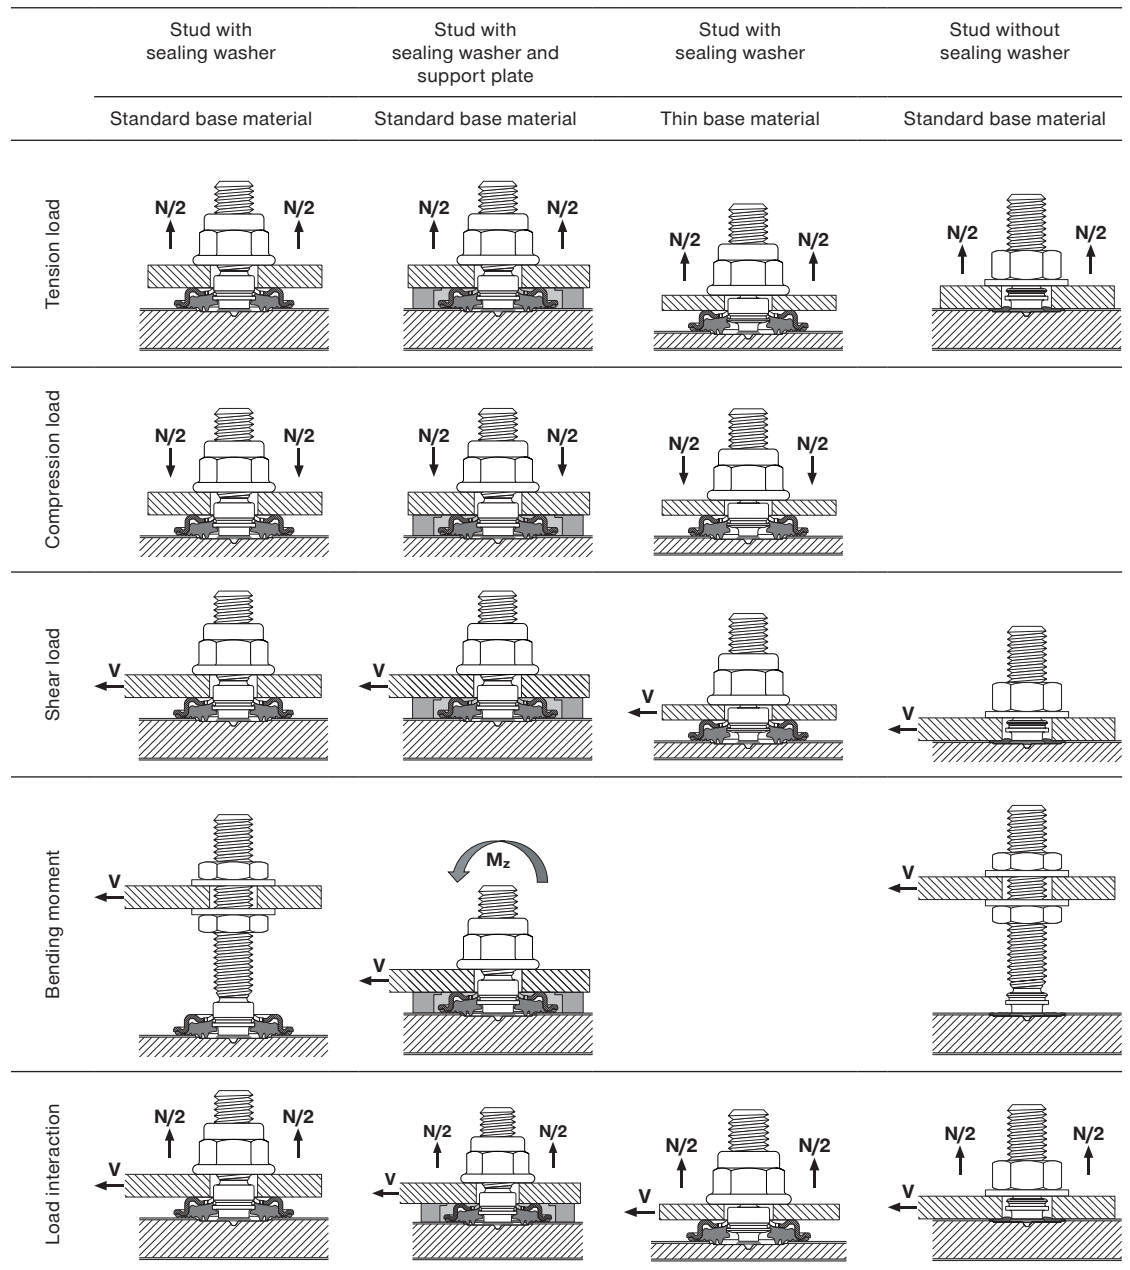 Stud with
sealing washer
Stud with
sealing washer and
support plate
Stud with
sealing washer
Stud without
sealing washer
Standard base material
Standard base material
Thin base material
Standard base material
Tension load
N/2 N/2
N/2 N/2
N/2 N/2
N/2 N/2
Compression load
N/2 N/2
N/2 N/2
N/2 N/2
Shear load
V
V
V
V
Bending moment
V
Mz
V
V
Load interaction
N/2 N/2
V
N/2 N/2
V
N/2 N/2
V
N/2 N/2
V